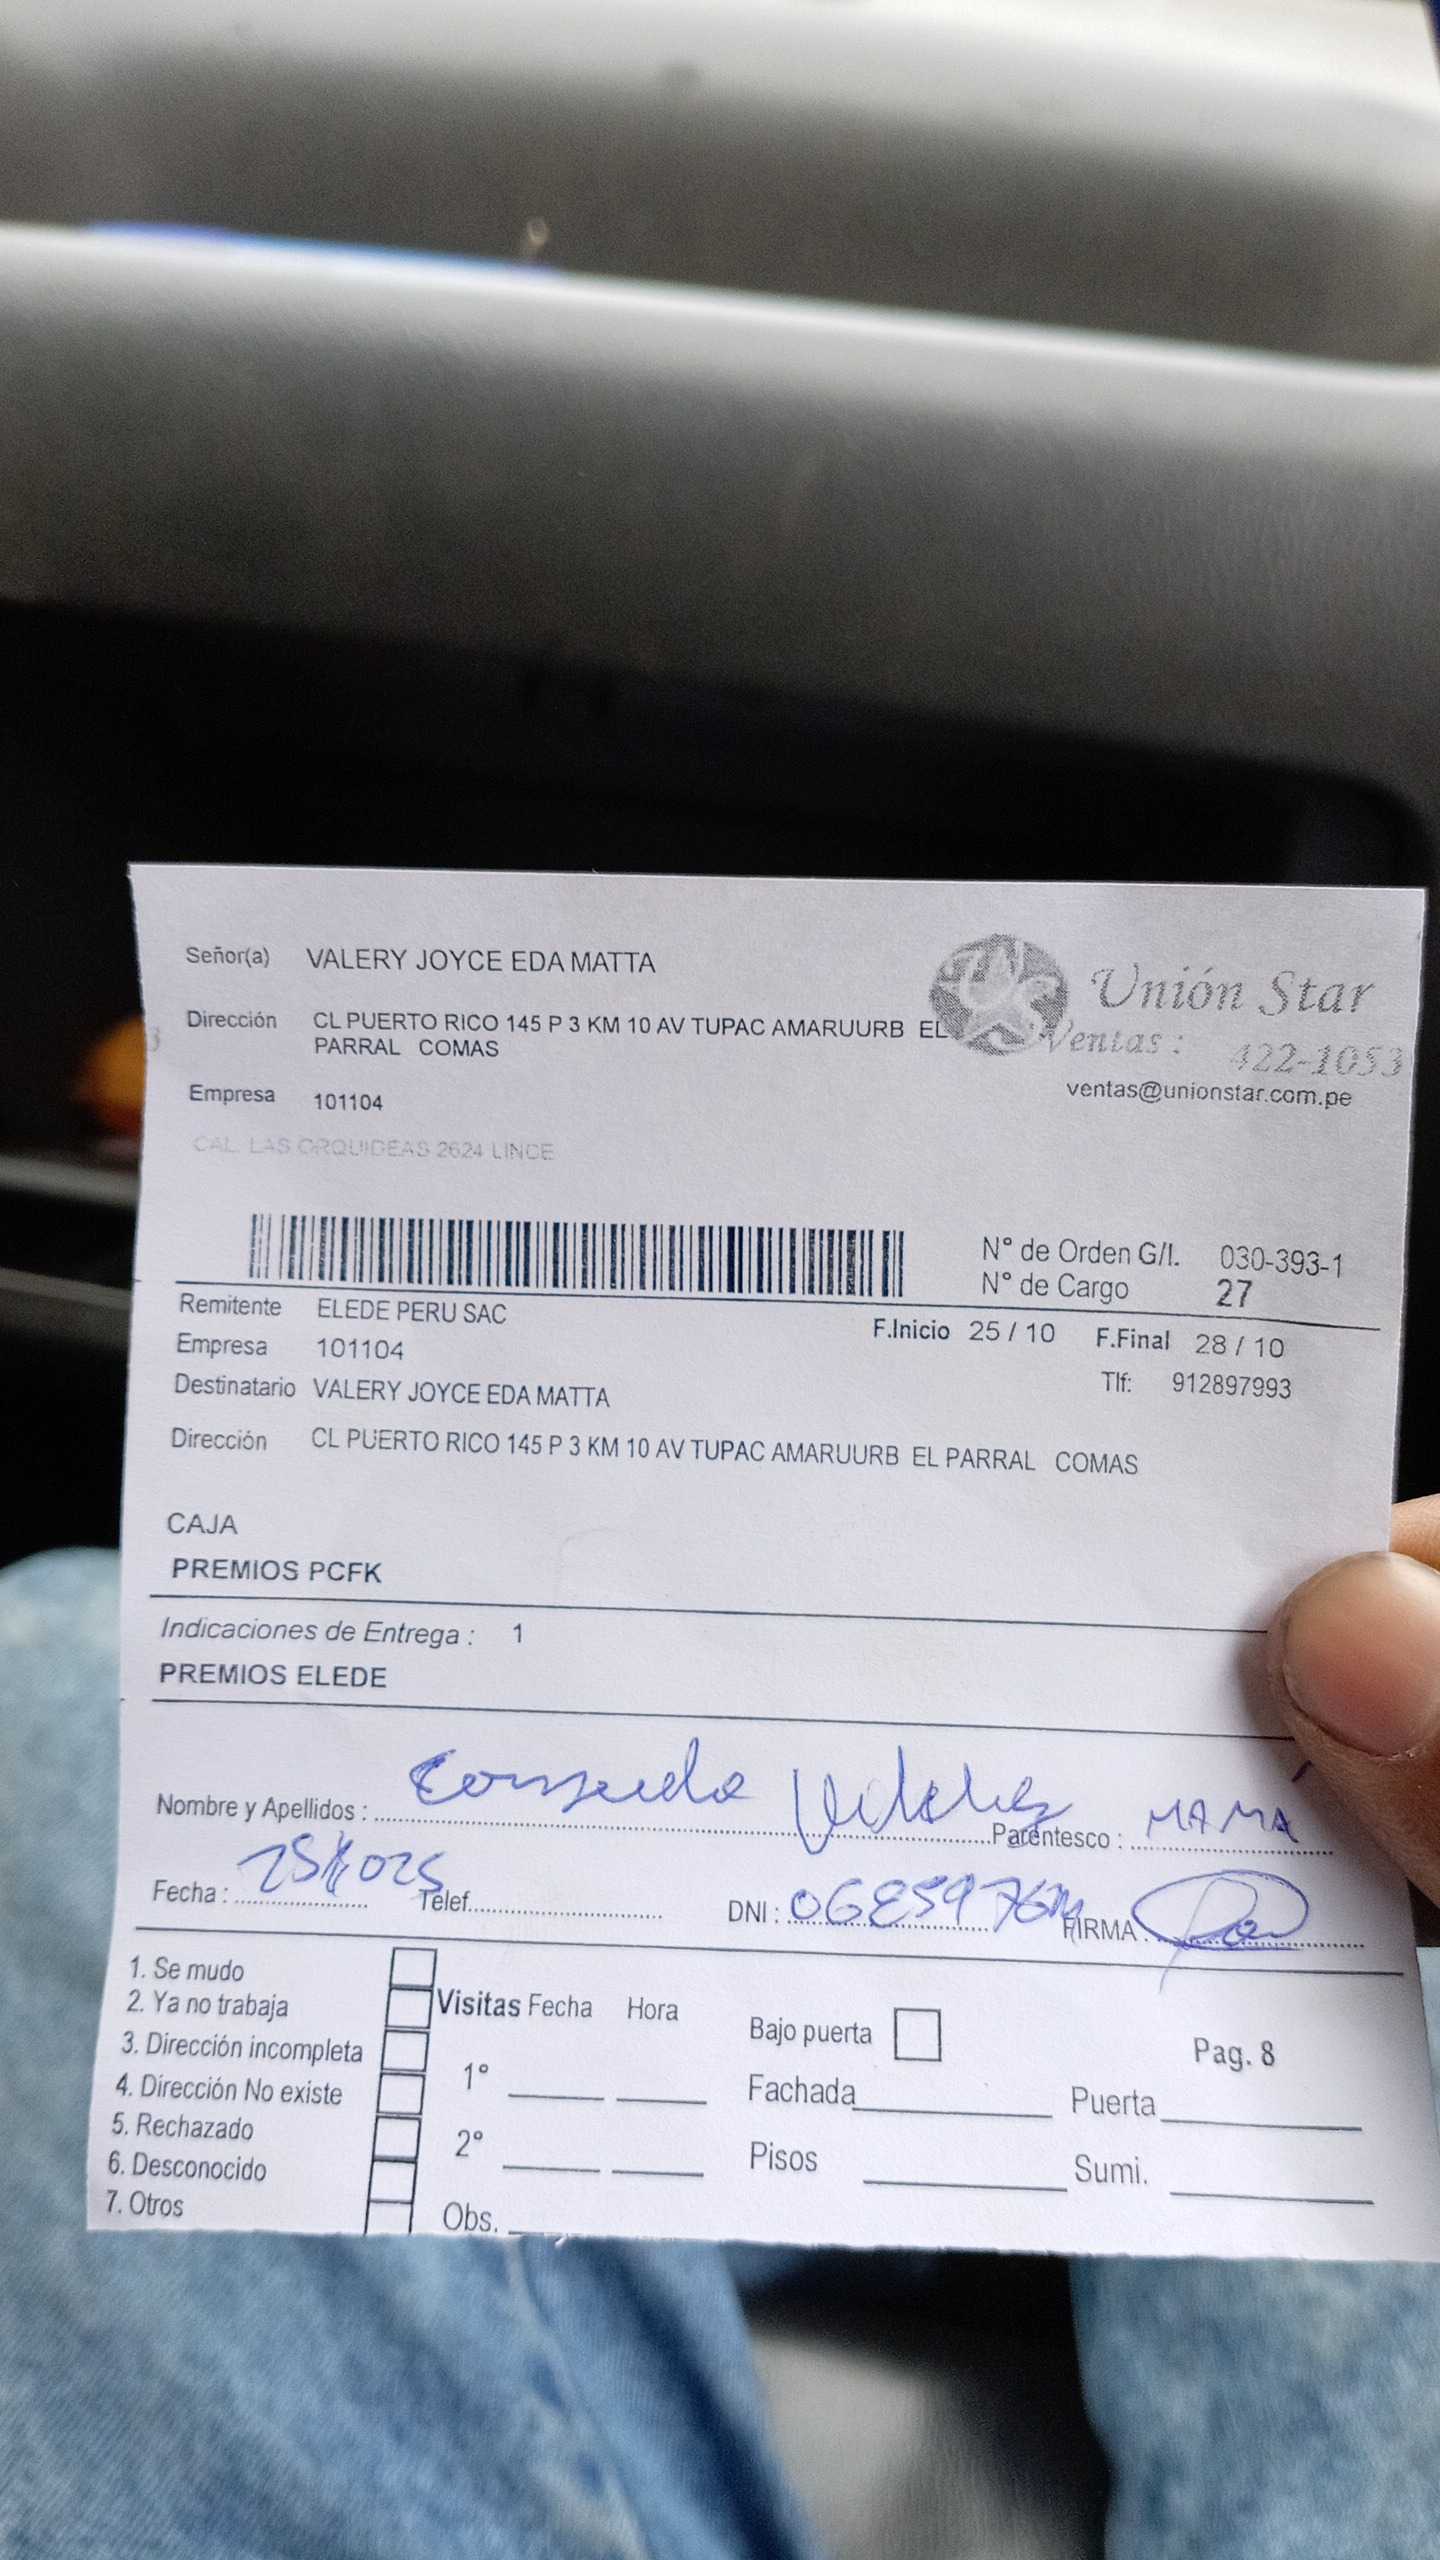 Señor(a) VALERY JOYCE EDA MATTA
Unión Star
Dirección CL PUERTO RICO 145 P 3 KM 10 AV TUPAC AMARUURB EL
PARRAL COMAS
Ventas : 422-1053
ventas@unionstar.com.pe
Empresa 101104
CAL. LAS ORQUIDEAS 2624 LINCE
N° de Orden G/I. 030-393-1
N° de Cargo 27
Remitente ELEDE PERU SAC
F.Inicio 25 / 10 F.Final 28 / 10
Empresa 101104
Tlf: 912897993
Destinatario VALERY JOYCE EDA MATTA
Dirección CL PUERTO RICO 145 P 3 KM 10 AV TUPAC AMARUURB EL PARRAL COMAS
CAJA
PREMIOS PCFK
Indicaciones de Entrega : 1
PREMIOS ELEDE
Nombre y Apellidos : Consuelo Parentesco : MAMÁ
Fecha : Telef. DNI : FIRMA :
1. Se mudo
2. Ya no trabaja
3. Dirección incompleta
4. Dirección No existe
5. Rechazado
6. Desconocido
7. Otros
Visitas Fecha Hora
1°
2°
Obs.
Bajo puerta
Pag. 8
Fachada Puerta
Pisos Sumi.